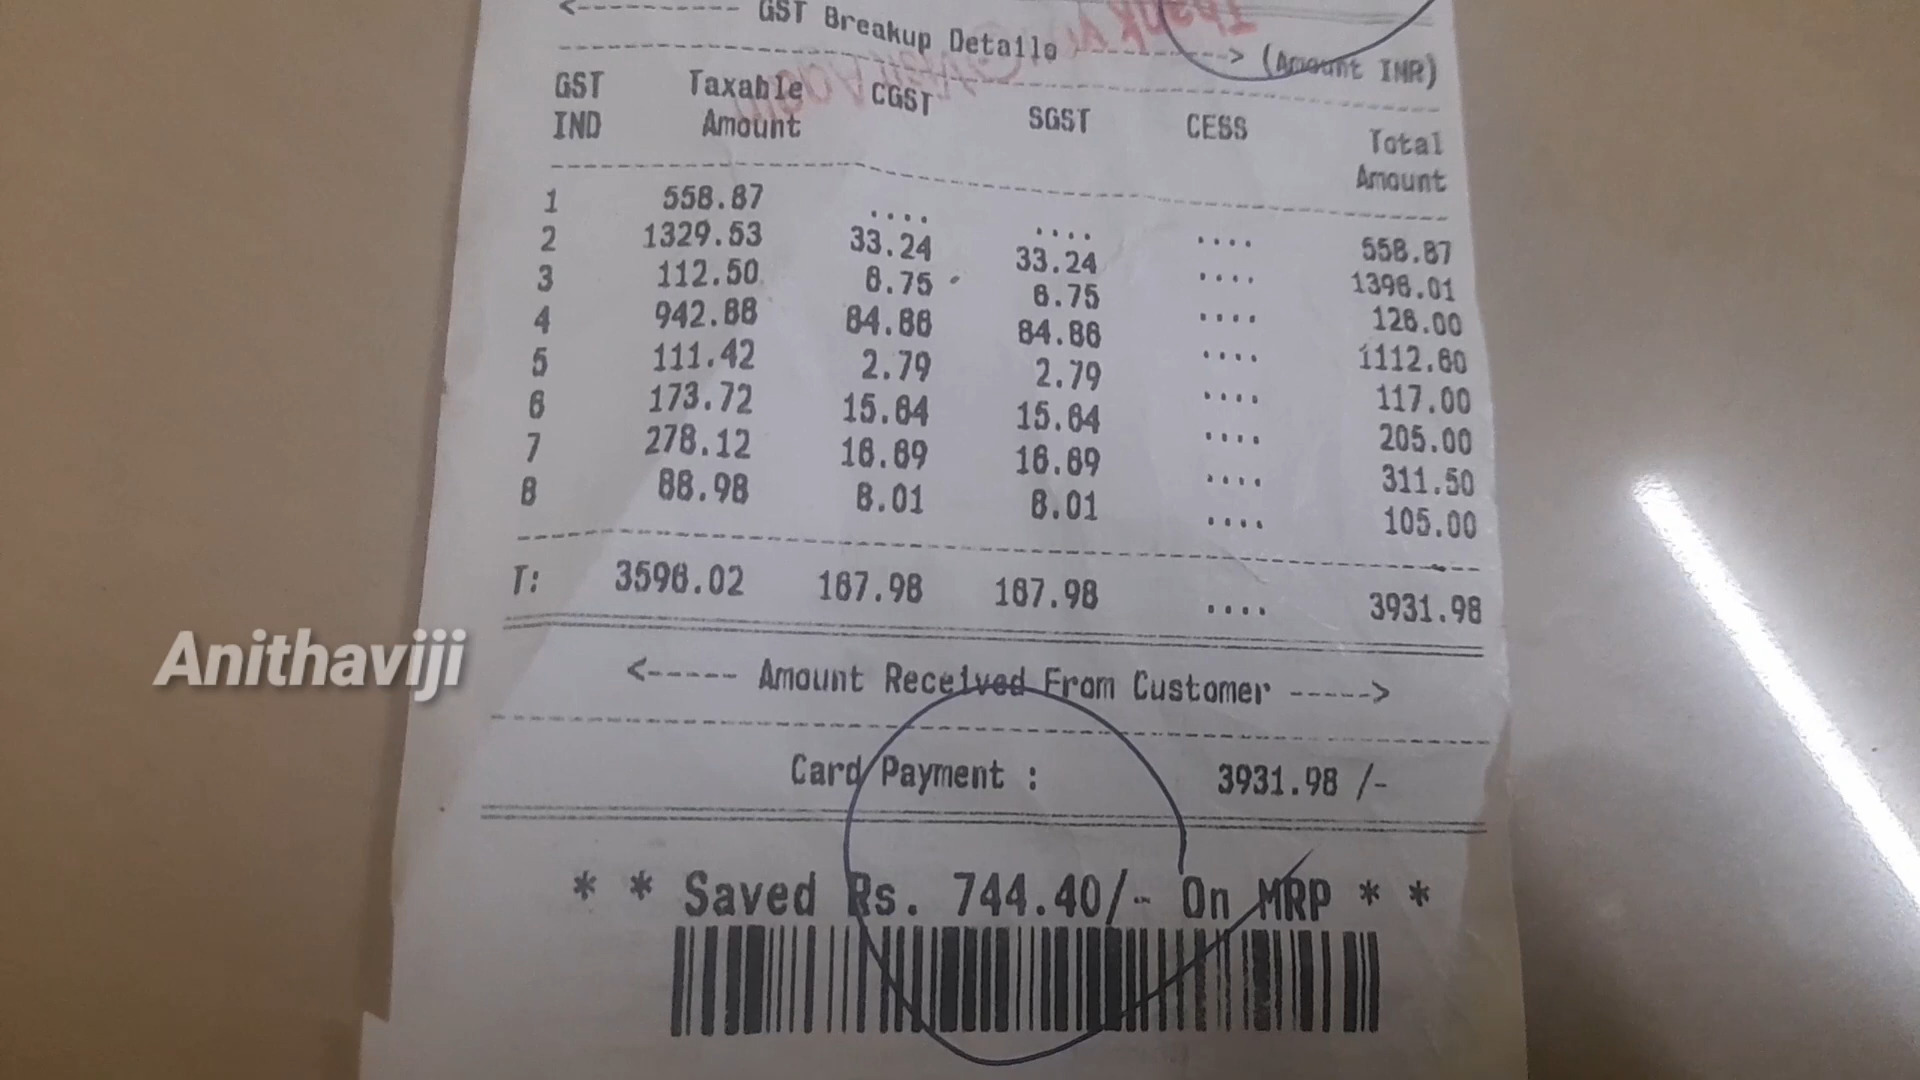 <---------- GST Breakup Details ----------> (Amount INR)
GST Taxable CGST SGST CESS Total
IND Amount Amount
1 558.87 .... .... .... 558.87
2 1329.53 33.24 33.24 .... 1396.01
3 112.50 6.75 6.75 .... 126.00
4 942.88 84.86 84.86 .... 1112.60
5 111.42 2.79 2.79 .... 117.00
6 173.72 15.64 15.64 .... 205.00
7 278.12 16.69 16.69 .... 311.50
8 88.98 8.01 8.01 .... 105.00
T: 3596.02 167.98 167.98 .... 3931.98
Anithaviji
<----- Amount Received From Customer ----->
Card Payment : 3931.98 /-
* * Saved Rs. 744.40/- On MRP * *